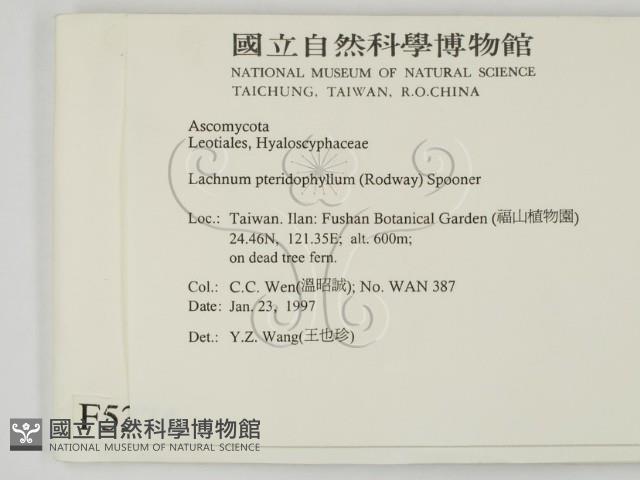 國立自然科學博物館
NATIONAL MUSEUM OF NATURAL SCIENCE
TAICHUNG, TAIWAN, R.O.CHINA
Ascomycota
Leotiales, Hyaloscyphaceae
Lachnum pteridophyllum (Rodway) Spooner
Loc.: Taiwan. Ilan: Fushan Botanical Garden (福山植物園)
24.46N, 121.35E; alt. 600m;
on dead tree fern.
Col.: C.C. Wen(溫昭誠); No. WAN 387
Date: Jan. 23, 1997
Det.: Y.Z. Wang(王也珍)
國立自然科學博物館
NATIONAL MUSEUM OF NATURAL SCIENCE